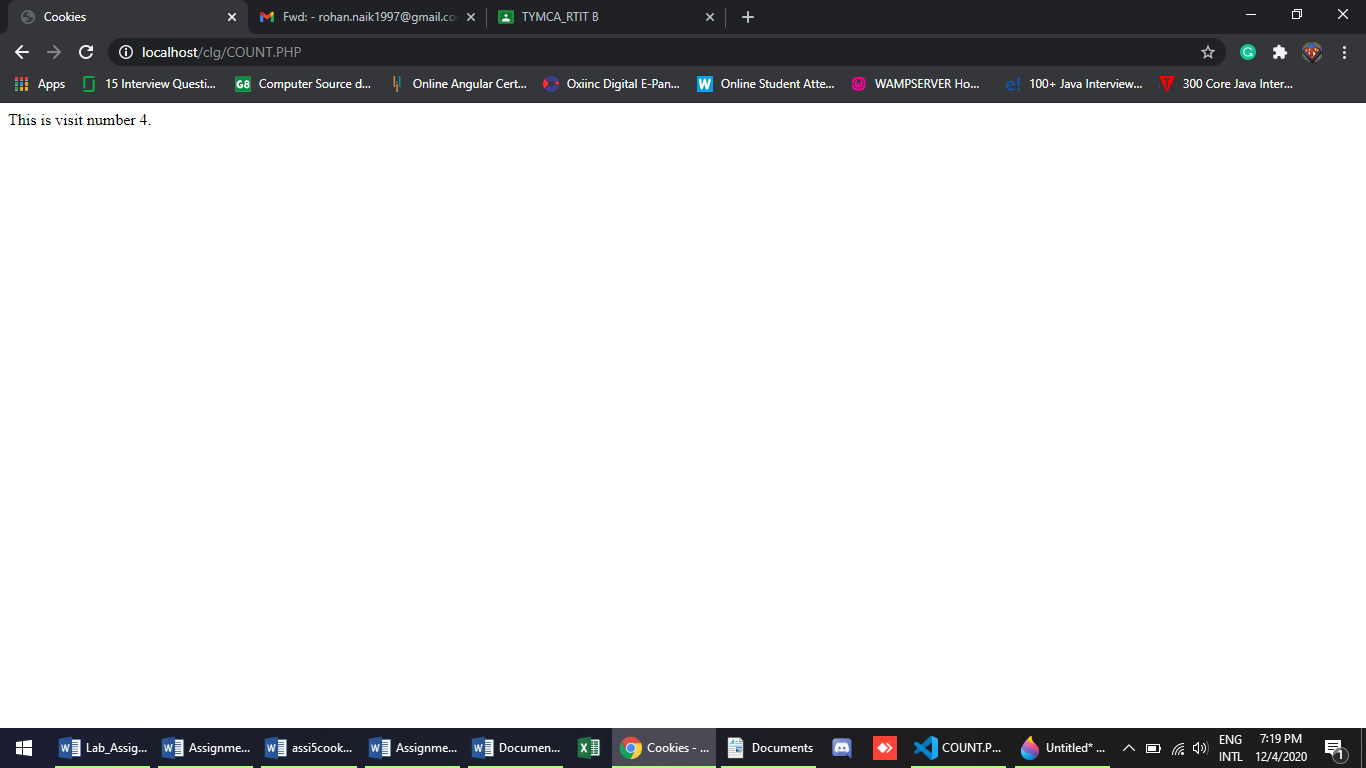 Cookies
Fwd: - rohan.naik1997@gmail.co
TYMCA_RTIT B
localhost/clg/COUNT.PHP
Apps 15 Interview Questi... G8 Computer Source d... Online Angular Cert... Oxiinc Digital E-Pan... W Online Student Atte... WAMPSERVER Ho... e! 100+ Java Interview... 300 Core Java Inter...
This is visit number 4.
Lab_Assig... Assignme... assi5cook... Assignme... Documen... Cookies - ... Documents COUNT.P... Untitled* ... ENG 7:19 PM
INTL 12/4/2020 1